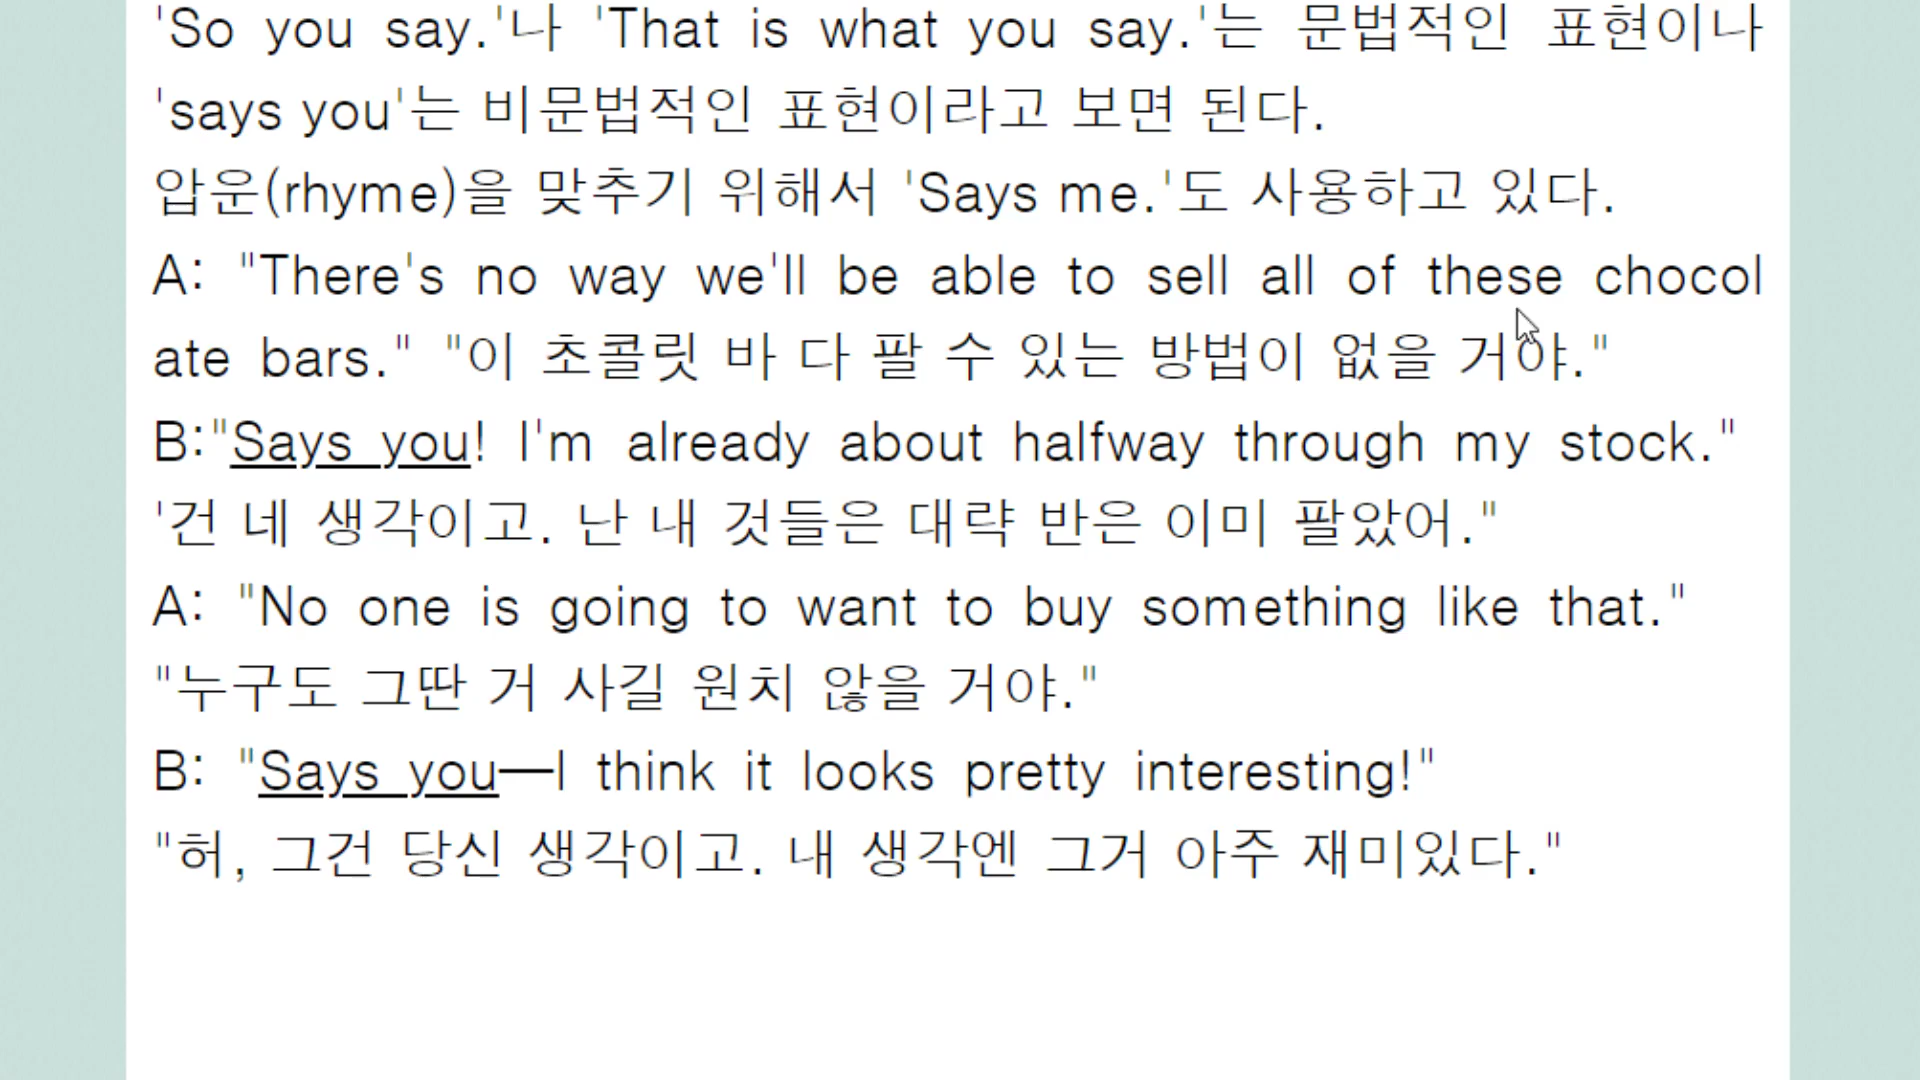 'So you say.'나 'That is what you say.'는 문법적인 표현이나
'says you'는 비문법적인 표현이라고 보면 된다.
압운(rhyme)을 맞추기 위해서 'Says me.'도 사용하고 있다.
A: "There's no way we'll be able to sell all of these chocol
ate bars." "이 초콜릿 바 다 팔 수 있는 방법이 없을 거야."
B:"Says you! I'm already about halfway through my stock."
'건 네 생각이고. 난 내 것들은 대략 반은 이미 팔았어."
A: "No one is going to want to buy something like that."
"누구도 그딴 거 사길 원치 않을 거야."
B: "Says you—I think it looks pretty interesting!"
"허, 그건 당신 생각이고. 내 생각엔 그거 아주 재미있다."